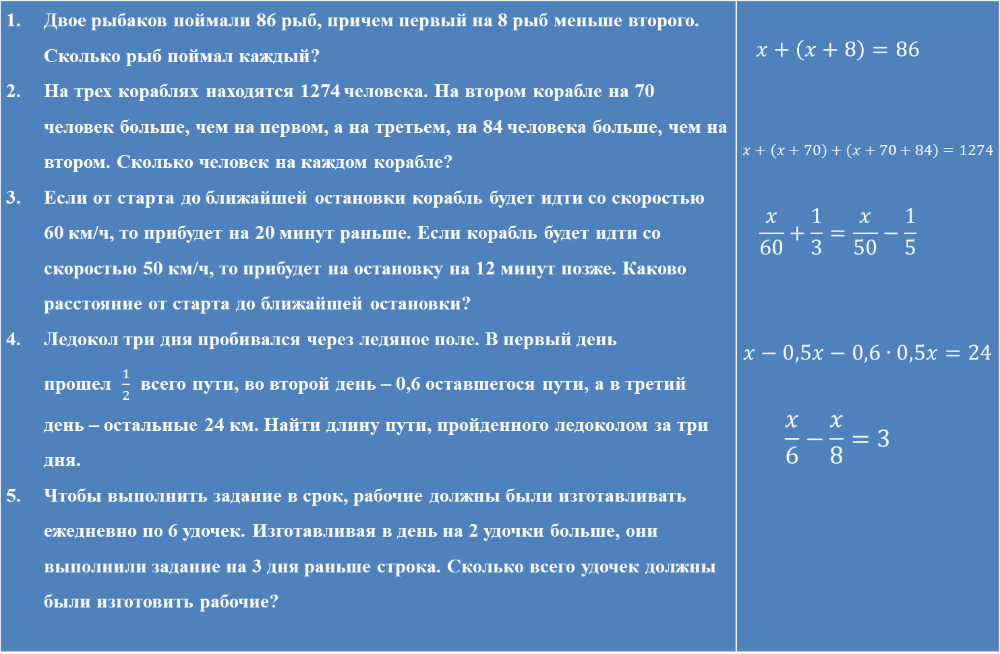 1. Двое рыбаков поймали 86 рыб, причем первый на 8 рыб меньше второго.
Сколько рыб поймал каждый?
2. На трех кораблях находятся 1274 человека. На втором корабле на 70
человек больше, чем на первом, а на третьем, на 84 человека больше, чем на
втором. Сколько человек на каждом корабле?
3. Если от старта до ближайшей остановки корабль будет идти со скоростью
60 км/ч, то прибудет на 20 минут раньше. Если корабль будет идти со
скоростью 50 км/ч, то прибудет на остановку на 12 минут позже. Каково
расстояние от старта до ближайшей остановки?
4. Ледокол три дня пробивался через ледяное поле. В первый день
прошел 1/2 всего пути, во второй день – 0,6 оставшегося пути, а в третий
день – остальные 24 км. Найти длину пути, пройденного ледоколом за три
дня.
5. Чтобы выполнить задание в срок, рабочие должны были изготавливать
ежедневно по 6 удочек. Изготавливая в день на 2 удочки больше, они
выполнили задание на 3 дня раньше строка. Сколько всего удочек должны
были изготовить рабочие?
x + (x + 8) = 86
x + (x + 70) + (x + 70 + 84) = 1274
x/60 + 1/3 = x/50 − 1/5
x − 0,5x − 0,6 · 0,5x = 24
x/6 − x/8 = 3